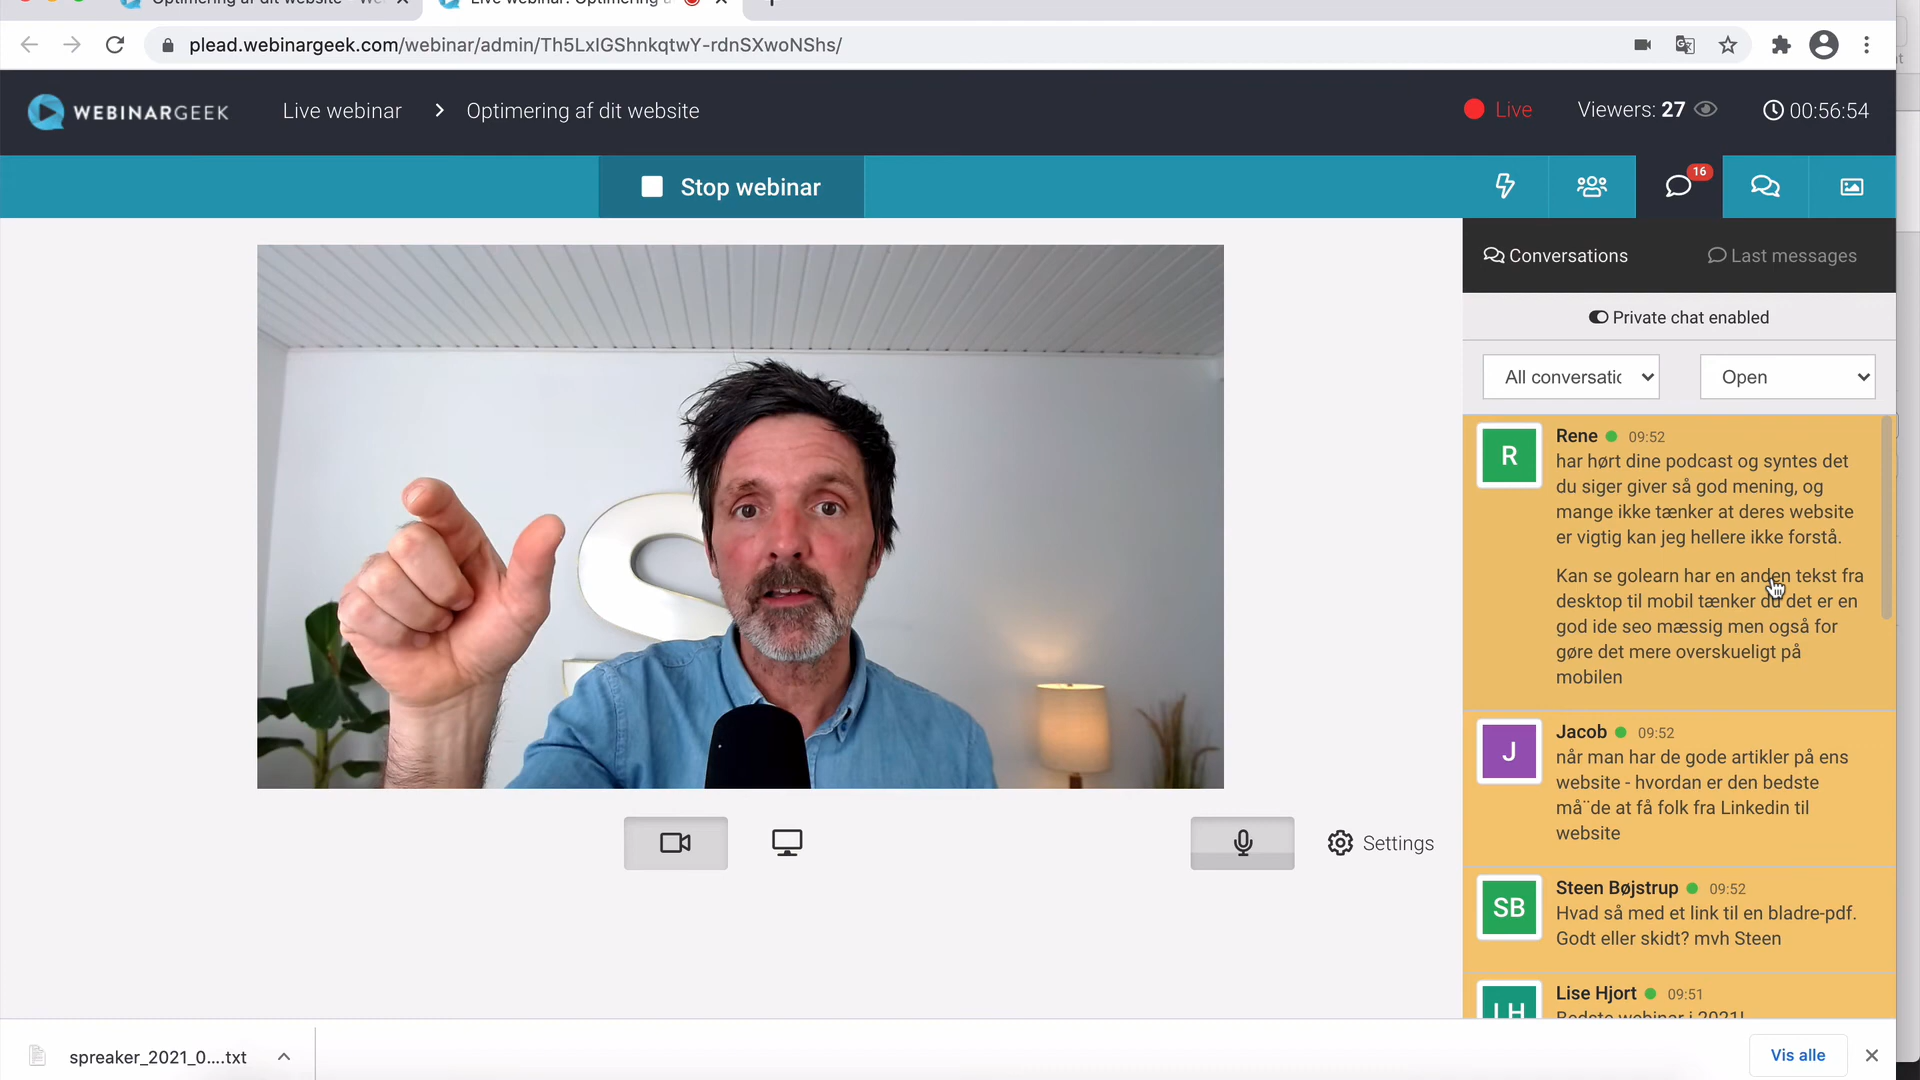 plead.webinargeek.com/webinar/admin/Th5LxIGShnkqtwY-rdnSXwoNShs/
WEBINARGEEK
Live webinar > Optimering af dit website
Live
Viewers: 27
00:56:54
Stop webinar
16
Conversations
Last messages
Private chat enabled
Open
R
Rene 09:52
har hørt dine podcast og syntes det
du siger giver så god mening, og
mange ikke tænker at deres website
er vigtig kan jeg hellere ikke forstå.
Kan se golearn har en anden tekst fra
desktop til mobil tænker du det er en
god ide seo mæssig men også for
gøre det mere overskueligt på
mobilen
J
Jacob 09:52
når man har de gode artikler på ens
website - hvordan er den bedste
må¨de at få folk fra Linkedin til
website
SB
Steen Bøjstrup 09:52
Hvad så med et link til en bladre-pdf.
Godt eller skidt? mvh Steen
LH
Lise Hjort 09:51
Bedste webinar i 2021!
Settings
S
spreaker_2021_0....txt
Vis alle